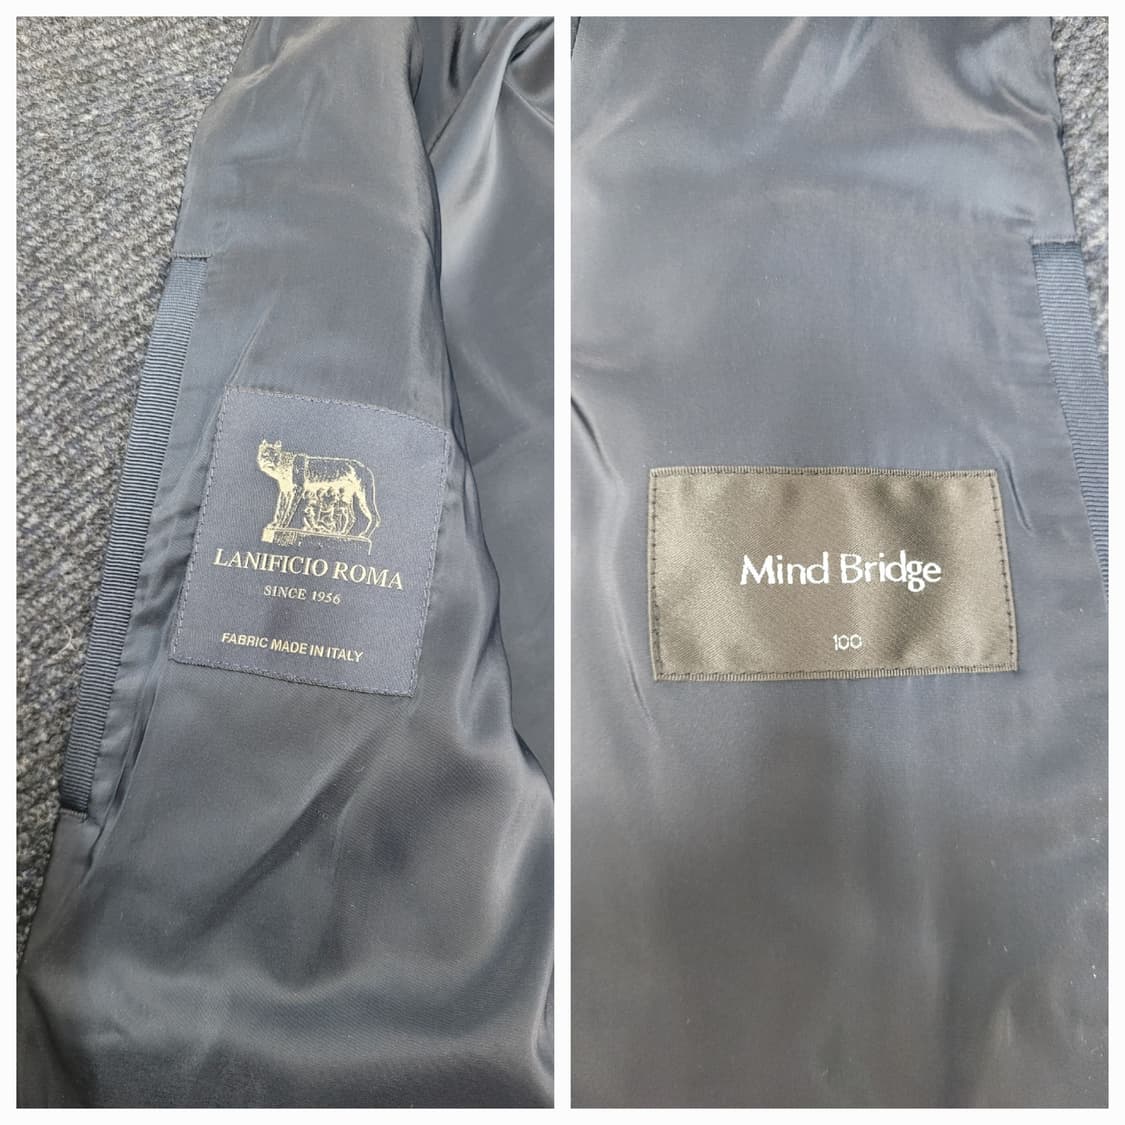 LANIFICIO ROMA
SINCE 1956
FABRIC MADE IN ITALY
Mind Bridge
100